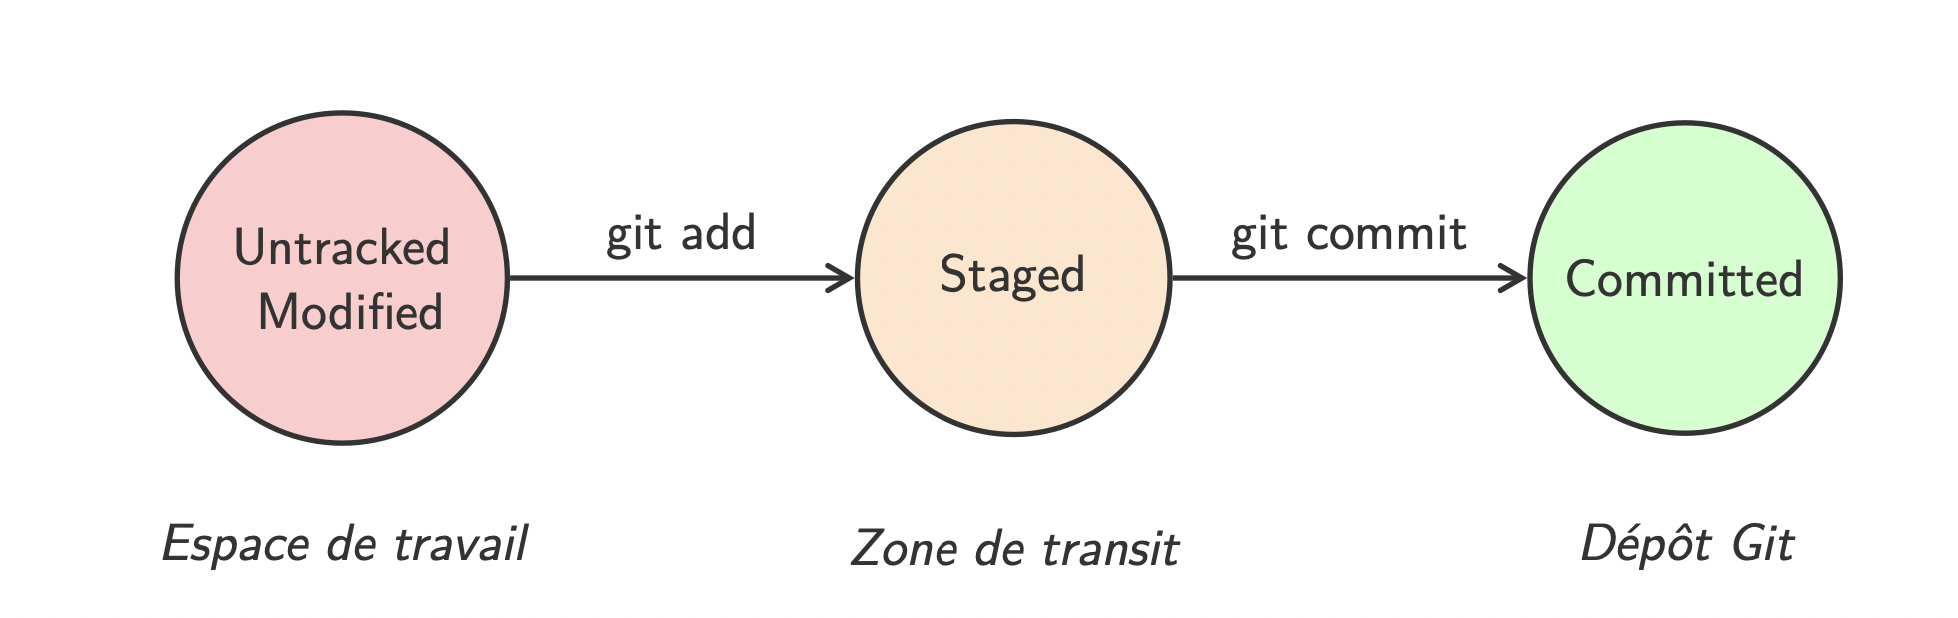 Untracked
Modified
git add
Staged
git commit
Committed
Espace de travail
Zone de transit
Dépôt Git